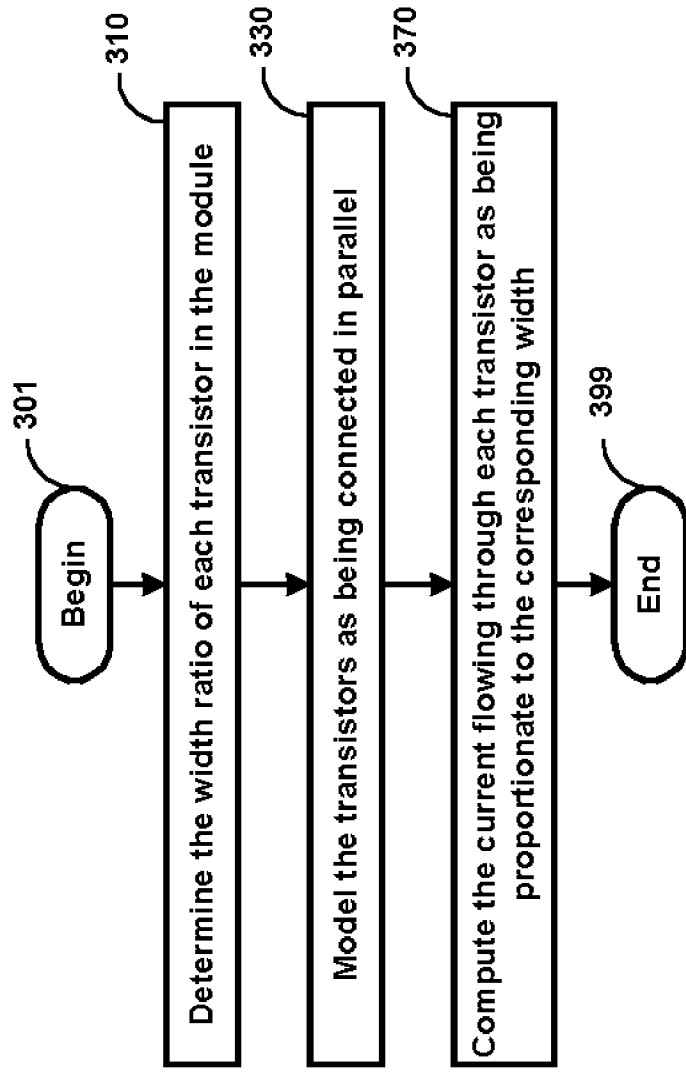 301
Begin
310
Determine the width ratio of each transistor in the module
330
Model the transistors as being connected in parallel
370
Compute the current flowing through each transistor as being
proportionate to the corresponding width
399
End